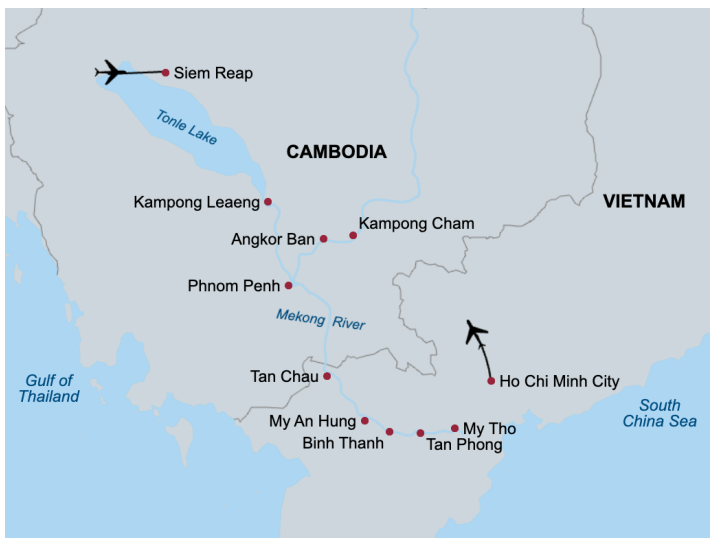 Siem Reap
Tonle Lake
CAMBODIA
Kampong Leaeng
VIETNAM
Kampong Cham
Angkor Ban
Phnom Penh
Mekong River
Tan Chau
Ho Chi Minh City
Gulf of
Thailand
South
China Sea
My An Hung
My Tho
Binh Thanh
Tan Phong